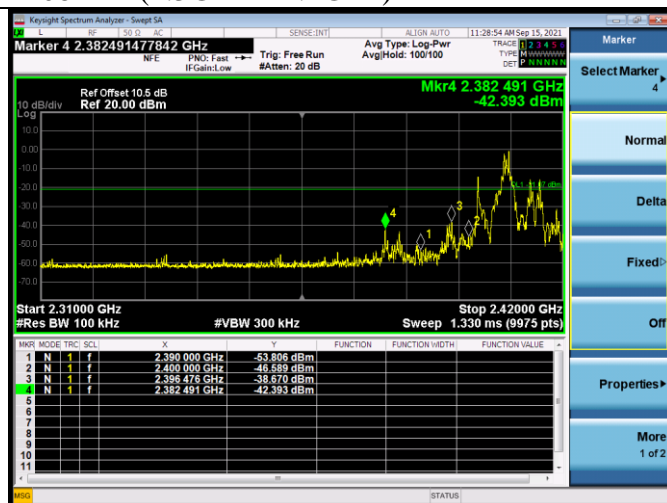 Keysight Spectrum Analyzer - Swept SA
LXI L RF 50 Ω AC SENSE:INT ALIGN AUTO 11:28:54 AM Sep 15, 2021
Marker 4 2.382491477842 GHz
NFE PNO: Fast Trig: Free Run Avg Type: Log-Pwr TRACE 1 2 3 4 5 6
IFGain:Low #Atten: 20 dB Avg|Hold: 100/100 TYPE M W W W W W
DET P N N N N N
Ref Offset 10.5 dB Mkr4 2.382 491 GHz
10 dB/div Ref 20.00 dBm -42.393 dBm
Log
10.0
0.00
-10.0
-20.0
-30.0
-40.0
-50.0
-60.0
-70.0
4
3
2
1
Start 2.31000 GHz Stop 2.42000 GHz
#Res BW 100 kHz #VBW 300 kHz Sweep 1.330 ms (9975 pts)
MKR MODE TRC SCL X Y FUNCTION FUNCTION WIDTH FUNCTION VALUE
1 N 1 f 2.390 000 GHz -53.806 dBm
2 N 1 f 2.400 000 GHz -46.589 dBm
3 N 1 f 2.396 476 GHz -38.670 dBm
4 N 1 f 2.382 491 GHz -42.393 dBm
5
6
7
8
9
10
11
MSG STATUS
Marker
Select Marker
4
Normal
Delta
Fixed
Off
Properties
More
1 of 2